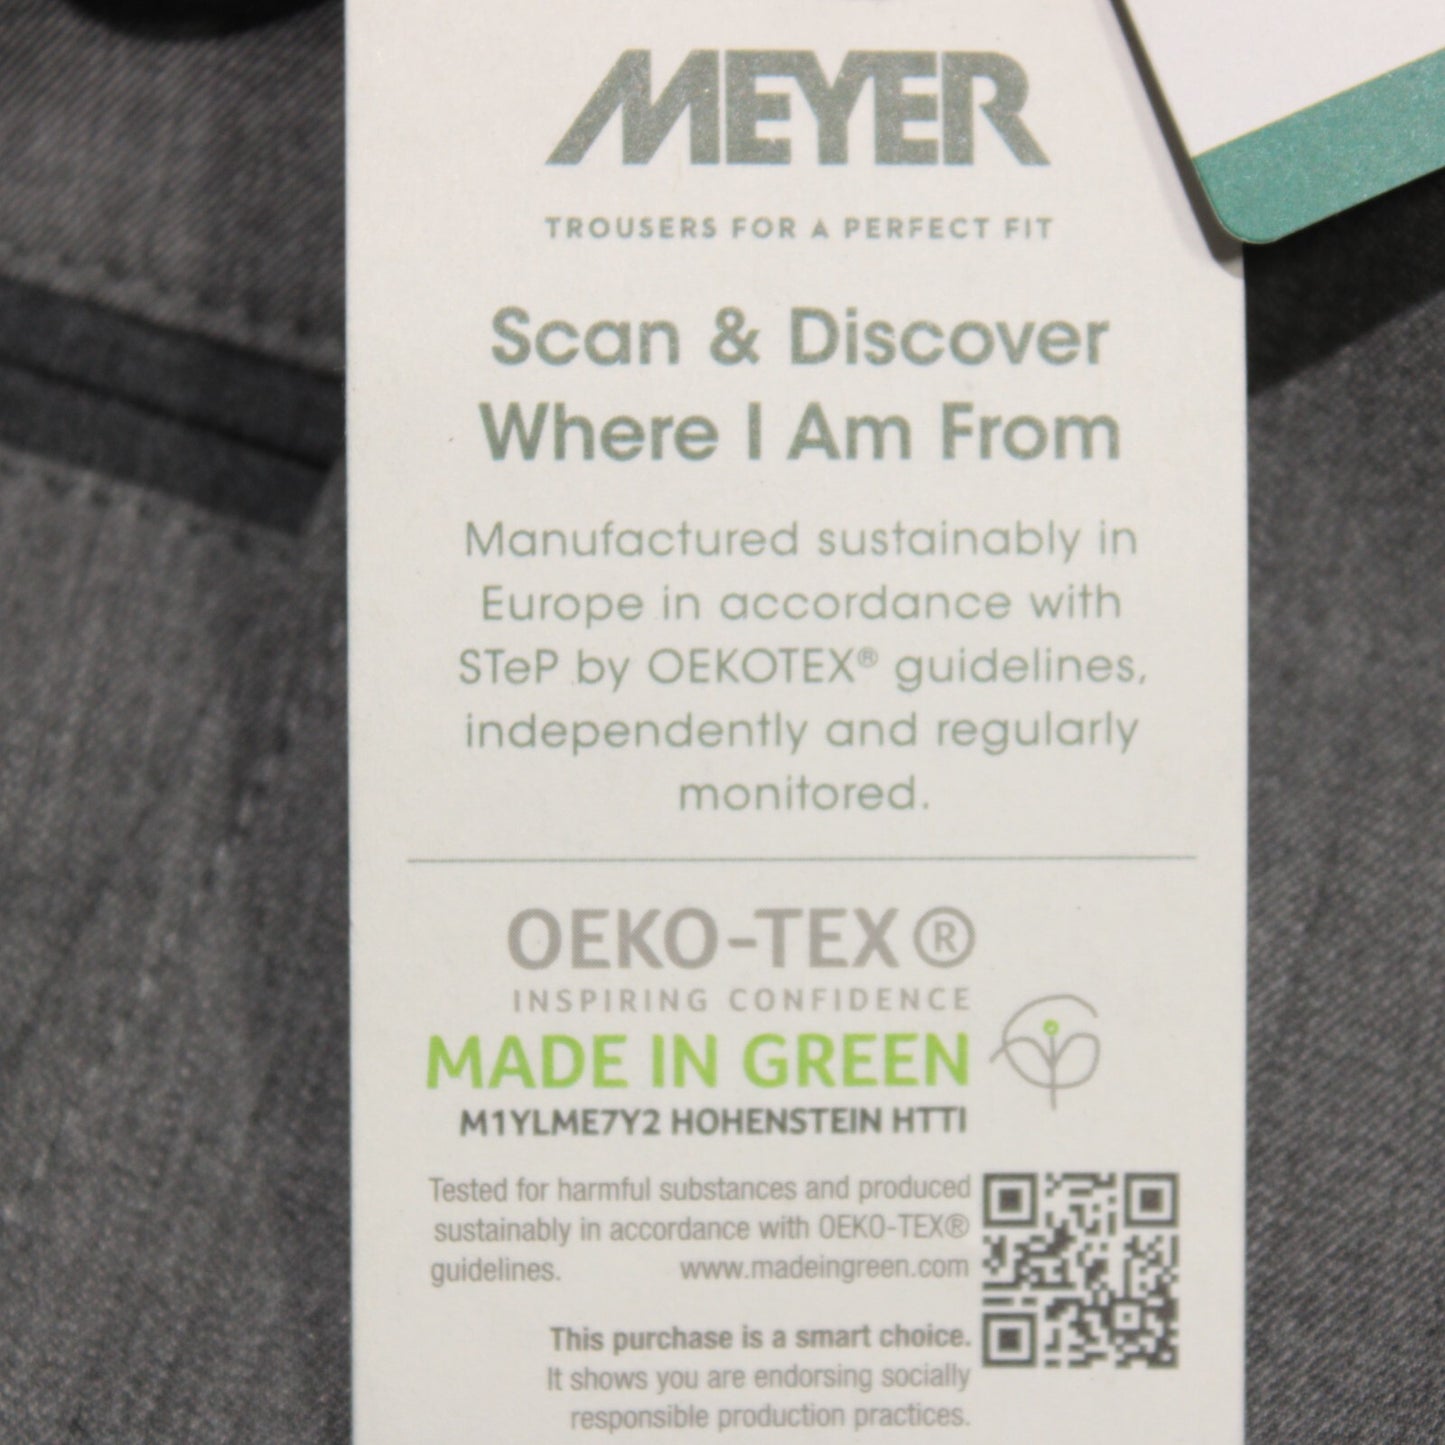 MEYER
TROUSERS FOR A PERFECT FIT
Scan & Discover
Where I Am From
Manufactured sustainably in
Europe in accordance with
STeP by OEKOTEX® guidelines,
independently and regularly
monitored.
OEKO-TEX®
INSPIRING CONFIDENCE
MADE IN GREEN
M1YLME7Y2 HOHENSTEIN HTTI
Tested for harmful substances and produced
sustainably in accordance with OEKO-TEX®
guidelines. www.madeingreen.com
This purchase is a smart choice.
It shows you are endorsing socially
responsible production practices.